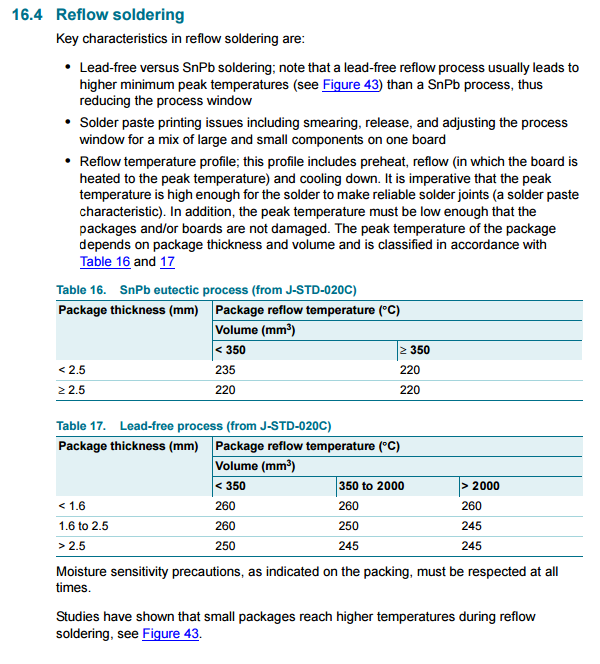 16.4 Reflow soldering
Key characteristics in reflow soldering are:
• Lead-free versus SnPb soldering; note that a lead-free reflow process usually leads to
higher minimum peak temperatures (see Figure 43) than a SnPb process, thus
reducing the process window
• Solder paste printing issues including smearing, release, and adjusting the process
window for a mix of large and small components on one board
• Reflow temperature profile; this profile includes preheat, reflow (in which the board is
heated to the peak temperature) and cooling down. It is imperative that the peak
temperature is high enough for the solder to make reliable solder joints (a solder paste
characteristic). In addition, the peak temperature must be low enough that the
packages and/or boards are not damaged. The peak temperature of the package
depends on package thickness and volume and is classified in accordance with
Table 16 and 17
Table 16. SnPb eutectic process (from J-STD-020C)
Package thickness (mm) Package reflow temperature (°C)
Volume (mm³)
< 350 ≥ 350
< 2.5 235 220
≥ 2.5 220 220
Table 17. Lead-free process (from J-STD-020C)
Package thickness (mm) Package reflow temperature (°C)
Volume (mm³)
< 350 350 to 2000 > 2000
< 1.6 260 260 260
1.6 to 2.5 260 250 245
> 2.5 250 245 245
Moisture sensitivity precautions, as indicated on the packing, must be respected at all
times.
Studies have shown that small packages reach higher temperatures during reflow
soldering, see Figure 43.